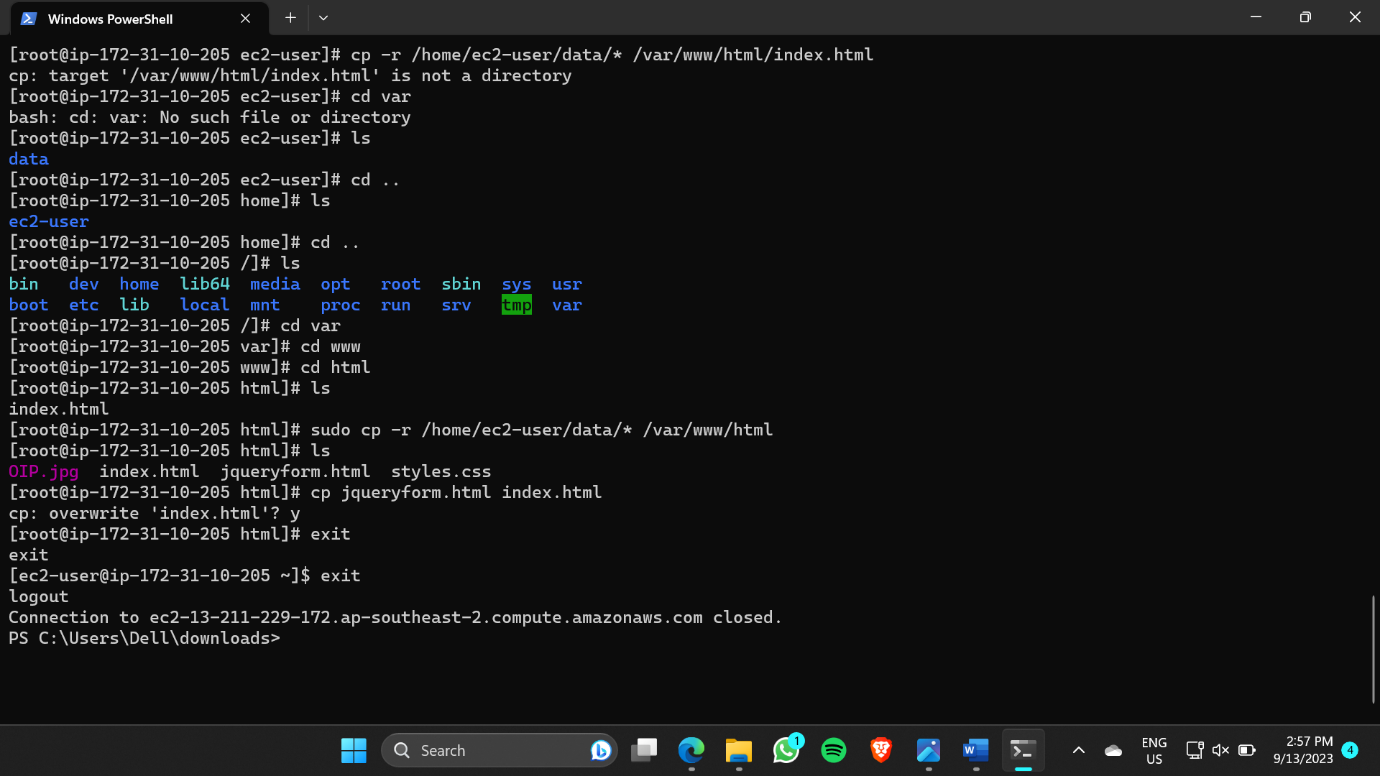 Windows PowerShell
[root@ip-172-31-10-205 ec2-user]# cp -r /home/ec2-user/data/* /var/www/html/index.html
cp: target '/var/www/html/index.html' is not a directory
[root@ip-172-31-10-205 ec2-user]# cd var
bash: cd: var: No such file or directory
[root@ip-172-31-10-205 ec2-user]# ls
data
[root@ip-172-31-10-205 ec2-user]# cd ..
[root@ip-172-31-10-205 home]# ls
ec2-user
[root@ip-172-31-10-205 home]# cd ..
[root@ip-172-31-10-205 /]# ls
bin   dev  home  lib64  media  opt   root  sbin  sys  usr
boot  etc  lib   local  mnt    proc  run   srv   tmp  var
[root@ip-172-31-10-205 /]# cd var
[root@ip-172-31-10-205 var]# cd www
[root@ip-172-31-10-205 www]# cd html
[root@ip-172-31-10-205 html]# ls
index.html
[root@ip-172-31-10-205 html]# sudo cp -r /home/ec2-user/data/* /var/www/html
[root@ip-172-31-10-205 html]# ls
OIP.jpg  index.html  jqueryform.html  styles.css
[root@ip-172-31-10-205 html]# cp jqueryform.html index.html
cp: overwrite 'index.html'? y
[root@ip-172-31-10-205 html]# exit
exit
[ec2-user@ip-172-31-10-205 ~]$ exit
logout
Connection to ec2-13-211-229-172.ap-southeast-2.compute.amazonaws.com closed.
PS C:\Users\Dell\downloads>
Search
1
W
ENG
US
2:57 PM
9/13/2023
4